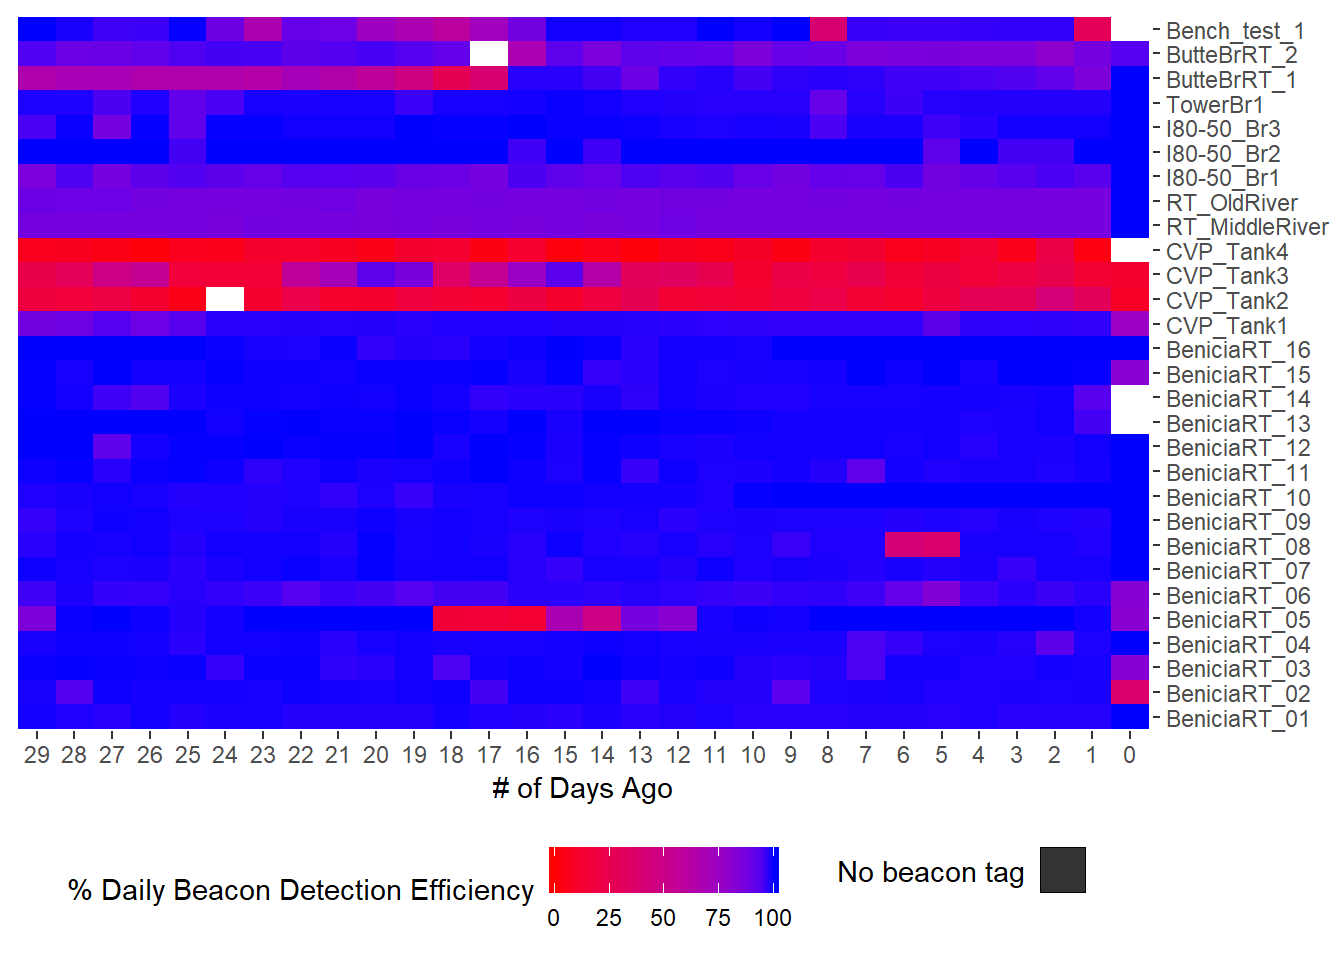 Bench_test_1
ButteBrRT_2
ButteBrRT_1
TowerBr1
I80-50_Br3
I80-50_Br2
I80-50_Br1
RT_OldRiver
RT_MiddleRiver
CVP_Tank4
CVP_Tank3
CVP_Tank2
CVP_Tank1
BeniciaRT_16
BeniciaRT_15
BeniciaRT_14
BeniciaRT_13
BeniciaRT_12
BeniciaRT_11
BeniciaRT_10
BeniciaRT_09
BeniciaRT_08
BeniciaRT_07
BeniciaRT_06
BeniciaRT_05
BeniciaRT_04
BeniciaRT_03
BeniciaRT_02
BeniciaRT_01
29 28 27 26 25 24 23 22 21 20 19 18 17 16 15 14 13 12 11 10 9 8 7 6 5 4 3 2 1 0
# of Days Ago
% Daily Beacon Detection Efficiency
0 25 50 75 100
No beacon tag